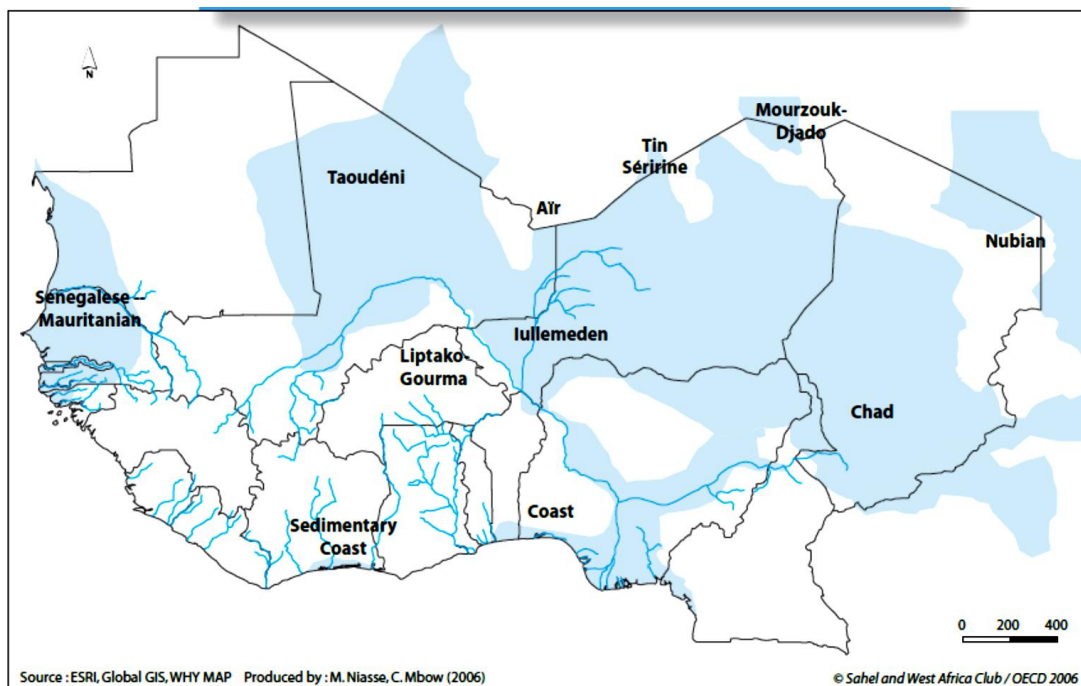 N
Mourzouk-
Djado
Tin
Séririne
Taoudéni
Aïr
Nubian
Senegalese --
Mauritanian
Iullemeden
Liptako-
Gourma
Chad
Sedimentary
Coast
Coast
0 200 400
Source : ESRI, Global GIS, WHY MAP Produced by : M. Niasse, C. Mbow (2006)
© Sahel and West Africa Club / OECD 2006